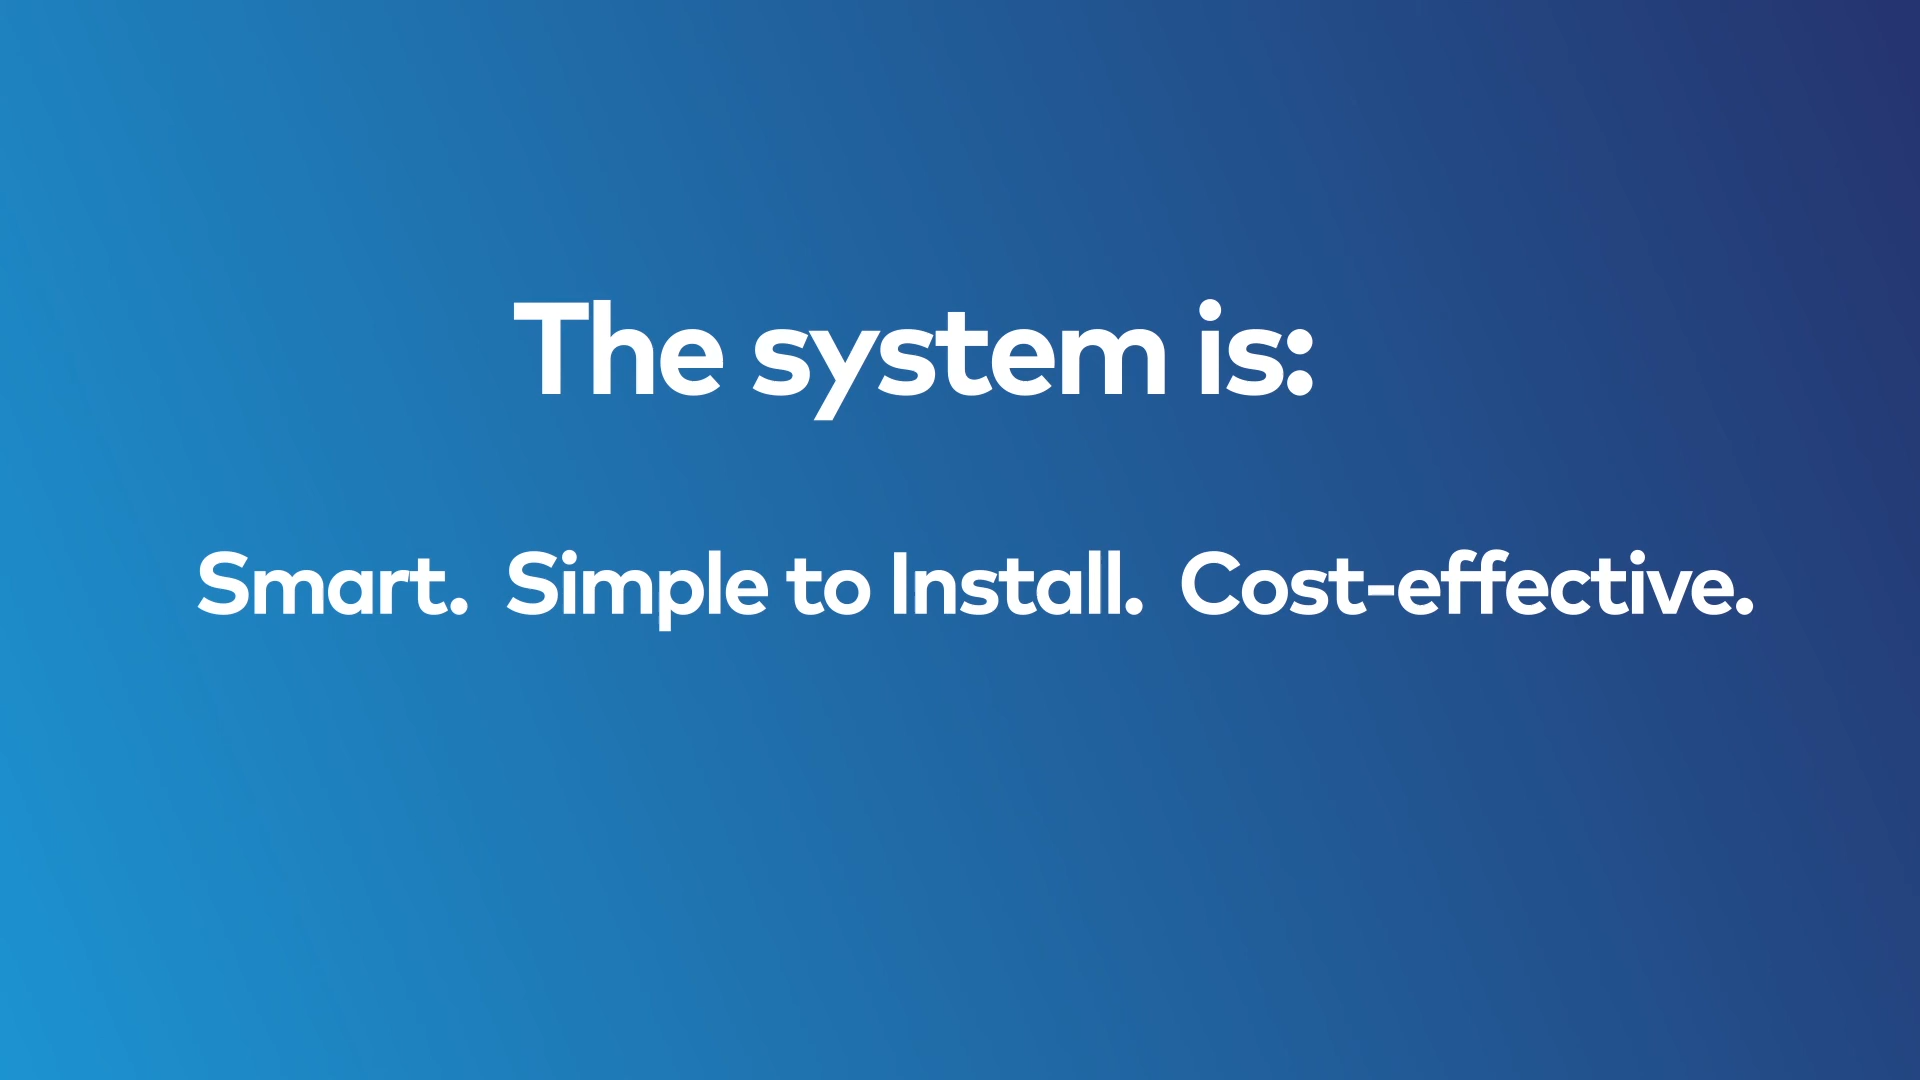 The system is:
Smart. Simple to Install. Cost-effective.